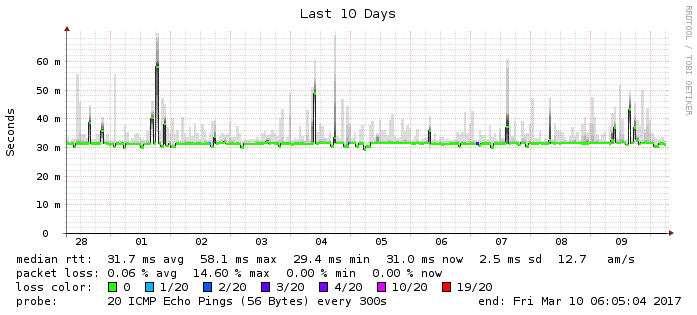 Last 10 Days
RRDTOOL / TOBI OETIKER
Seconds
60 m
50 m
40 m
30 m
20 m
10 m
0
28 01 02 03 04 05 06 07 08 09
median rtt: 31.7 ms avg 58.1 ms max 29.4 ms min 31.0 ms now 2.5 ms sd 12.7 am/s
packet loss: 0.06 % avg 14.60 % max 0.00 % min 0.00 % now
loss color: 0 1/20 2/20 3/20 4/20 10/20 19/20
probe: 20 ICMP Echo Pings (56 Bytes) every 300s end: Fri Mar 10 06:05:04 2017